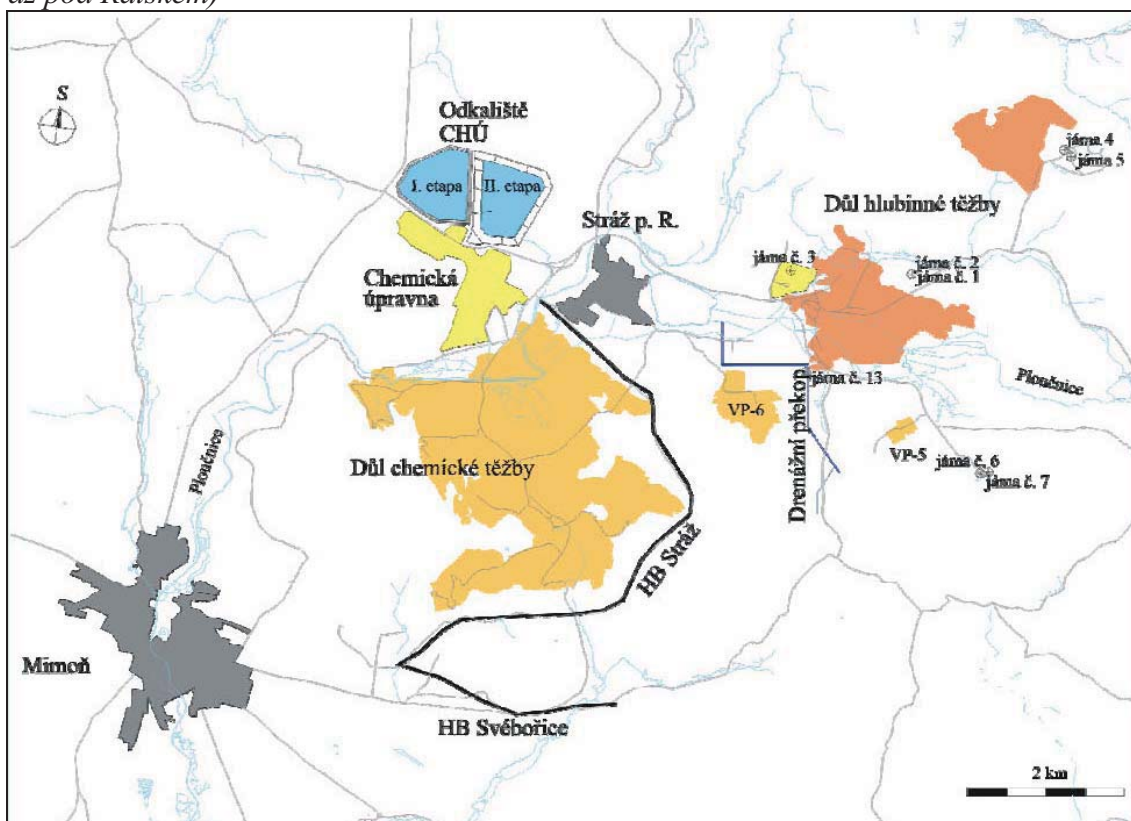 až pod Ralskem)
S
Odkaliště
CHÚ
I. etapa
II. etapa
jáma 4
jáma 5
Důl hlubinné těžby
Stráž p. R.
jáma č. 3
jáma č. 2
jáma č. 1
Chemická
úpravna
jáma č. 13
Ploučnice
VP-6
Drenážní překop
Ploučnice
VP-5
jáma č. 6
jáma č. 7
Důl chemické těžby
HB Stráž
Mimoň
HB Svébořice
2 km